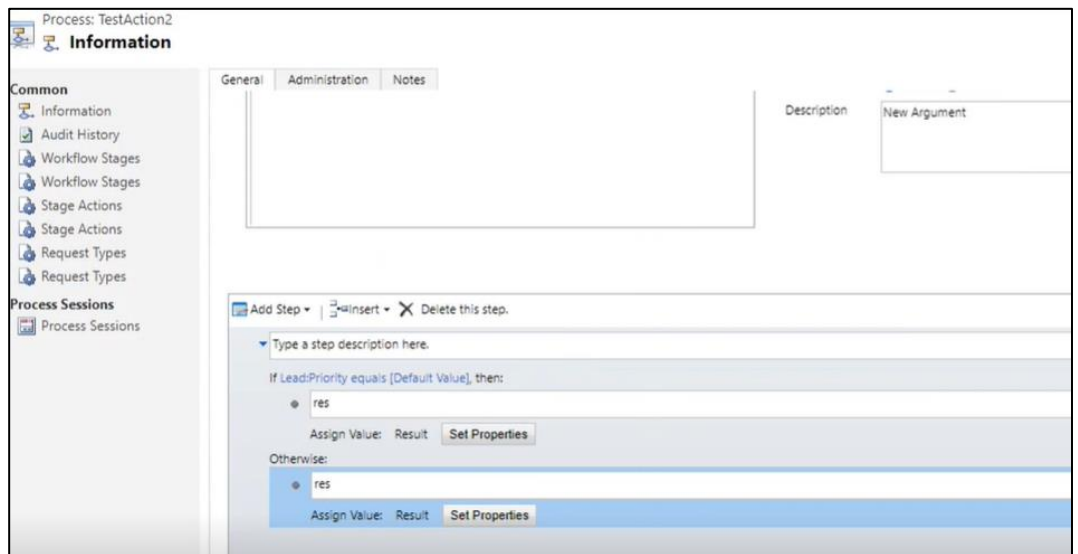 Process: TestAction2
Information
Common
Information
Audit History
Workflow Stages
Workflow Stages
Stage Actions
Stage Actions
Request Types
Request Types
Process Sessions
Process Sessions
General Administration Notes
Description New Argument
Add Step Insert Delete this step.
Type a step description here.
If Lead:Priority equals [Default Value], then:
res
Assign Value: Result Set Properties
Otherwise:
res
Assign Value: Result Set Properties